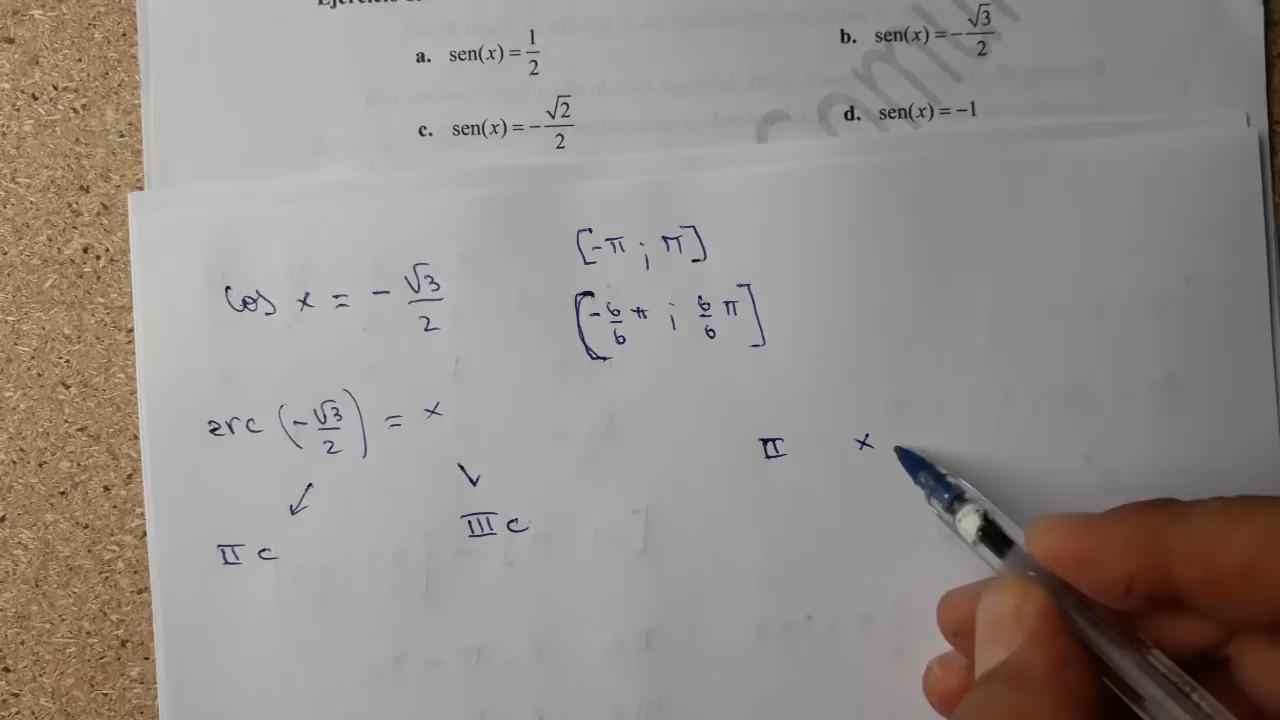 a. sen(x) = 1/2
b. sen(x) = -√3/2
c. sen(x) = -√2/2
d. sen(x) = -1
[-π ; π]
cos x = - √3/2
[-6/6 π ; 6/6 π]
arc (-√3/2) = x
II x
II c
III c